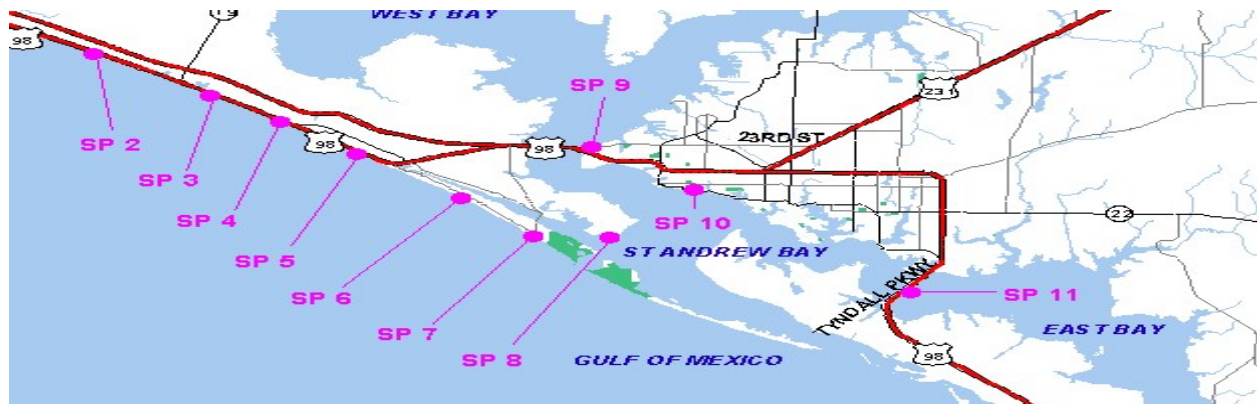 WEST BAY
19
98
SP 9
231
SP 2
23RD ST
98
98
SP 3
SP 4
SP 10
22
SP 5
ST ANDREW BAY
SP 6
SP 11
TYNDALL PKWY
SP 7
EAST BAY
SP 8
GULF OF MEXICO
98